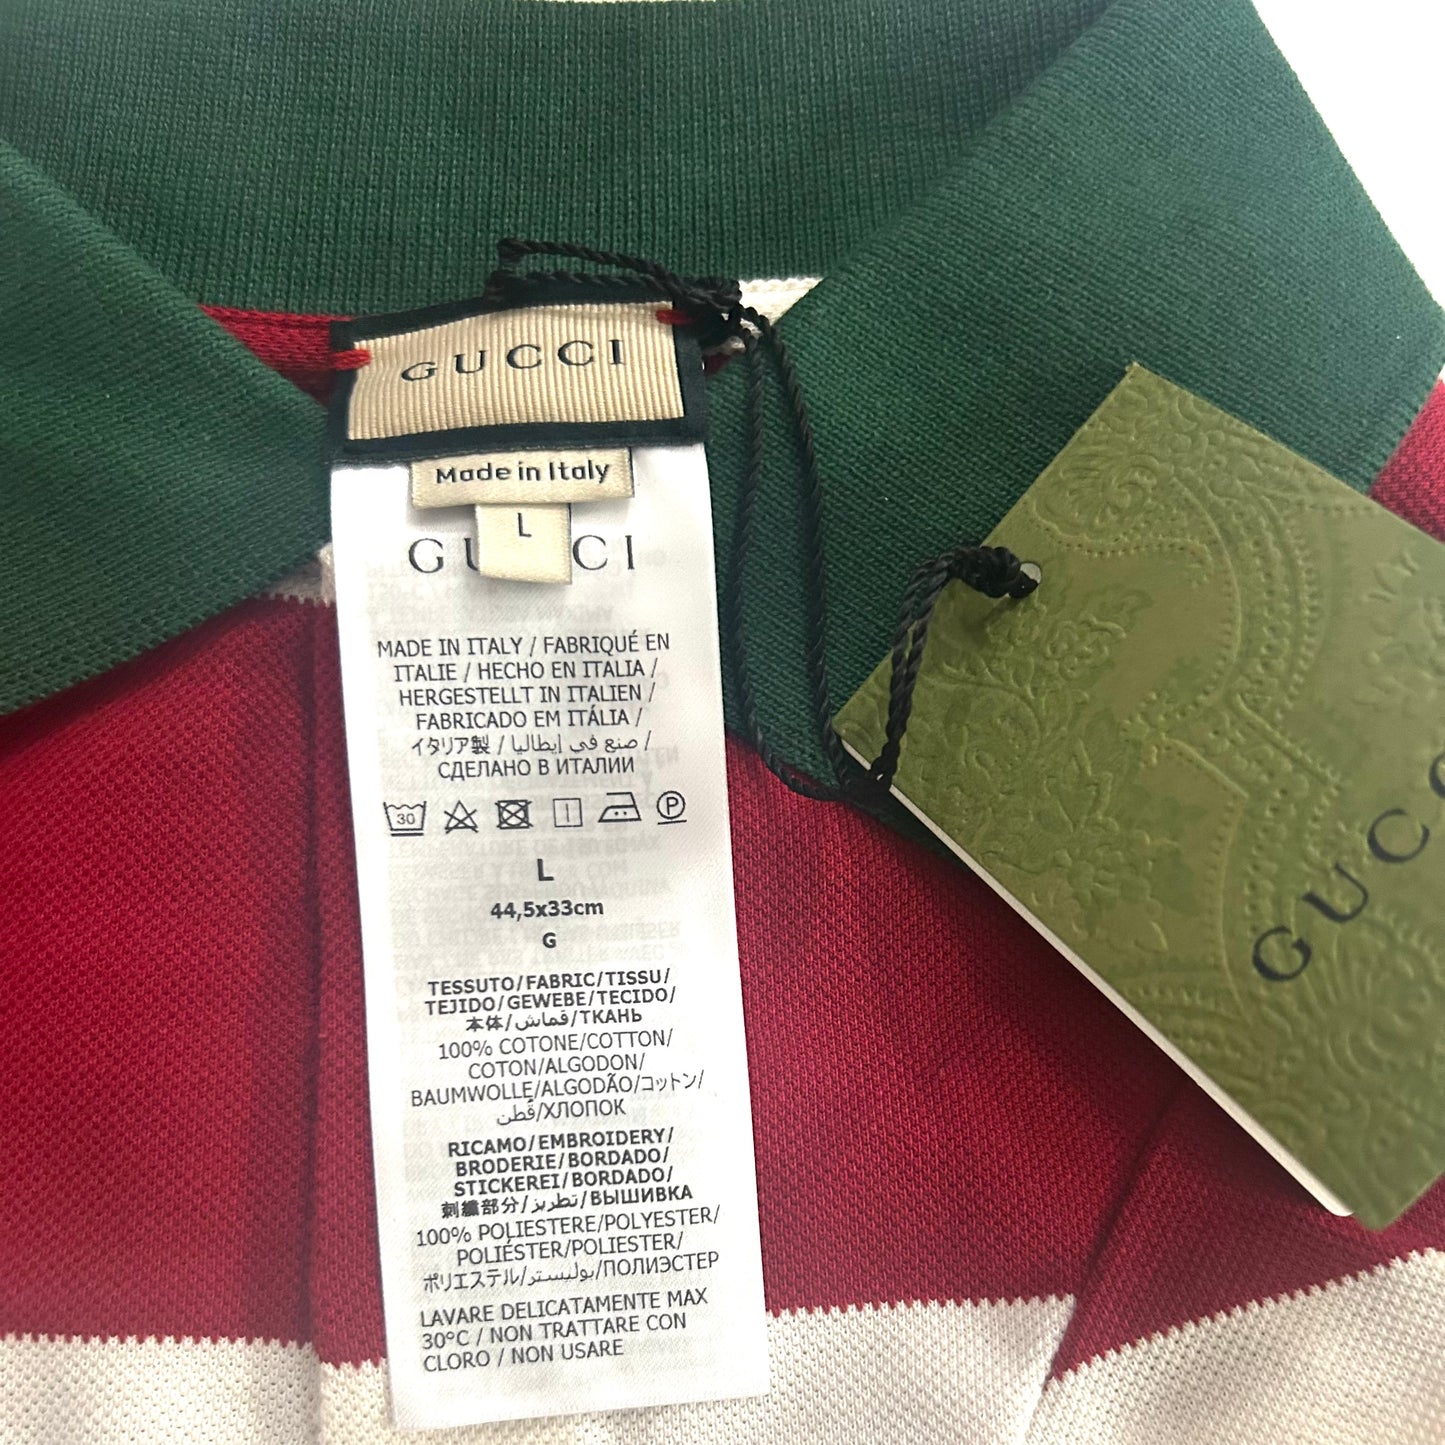 GUCCI
Made in Italy
L
GUCCI
MADE IN ITALY / FABRIQUÉ EN
ITALIE / HECHO EN ITALIA /
HERGESTELLT IN ITALIEN /
FABRICADO EM ITÁLIA /
イタリア製 / صنع في إيطاليا /
СДЕЛАНО В ИТАЛИИ
30 P
L
44,5x33cm
G
TESSUTO/FABRIC/TISSU/
TEJIDO/GEWEBE/TECIDO/
本体/قماش/ТКАНЬ
100% COTONE/COTTON/
COTON/ALGODON/
BAUMWOLLE/ALGODÃO/コットン/
قطن/ХЛОПОК
RICAMO/EMBROIDERY/
BRODERIE/BORDADO/
STICKEREI/BORDADO/
刺繍部分/تطريز/ВЫШИВКА
100% POLIESTERE/POLYESTER/
POLIÉSTER/POLIESTER/
ポリエステル/بوليستر/ПОЛИЭСТЕР
LAVARE DELICATAMENTE MAX
30°C / NON TRATTARE CON
CLORO / NON USARE
GUCC